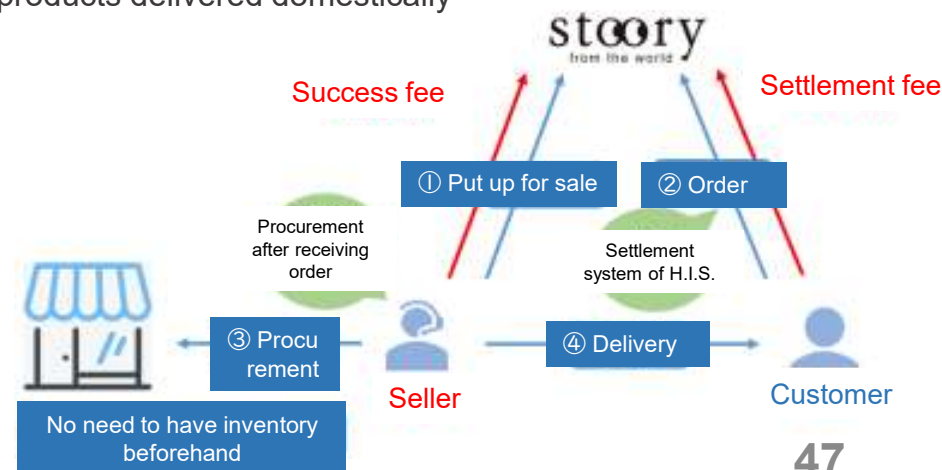 products delivered domestically
stoory
from the world
Success fee
Settlement fee
① Put up for sale
② Order
Procurement
after receiving
order
Settlement
system of H.I.S.
③ Procu
rement
④ Delivery
Seller
Customer
No need to have inventory
beforehand
47